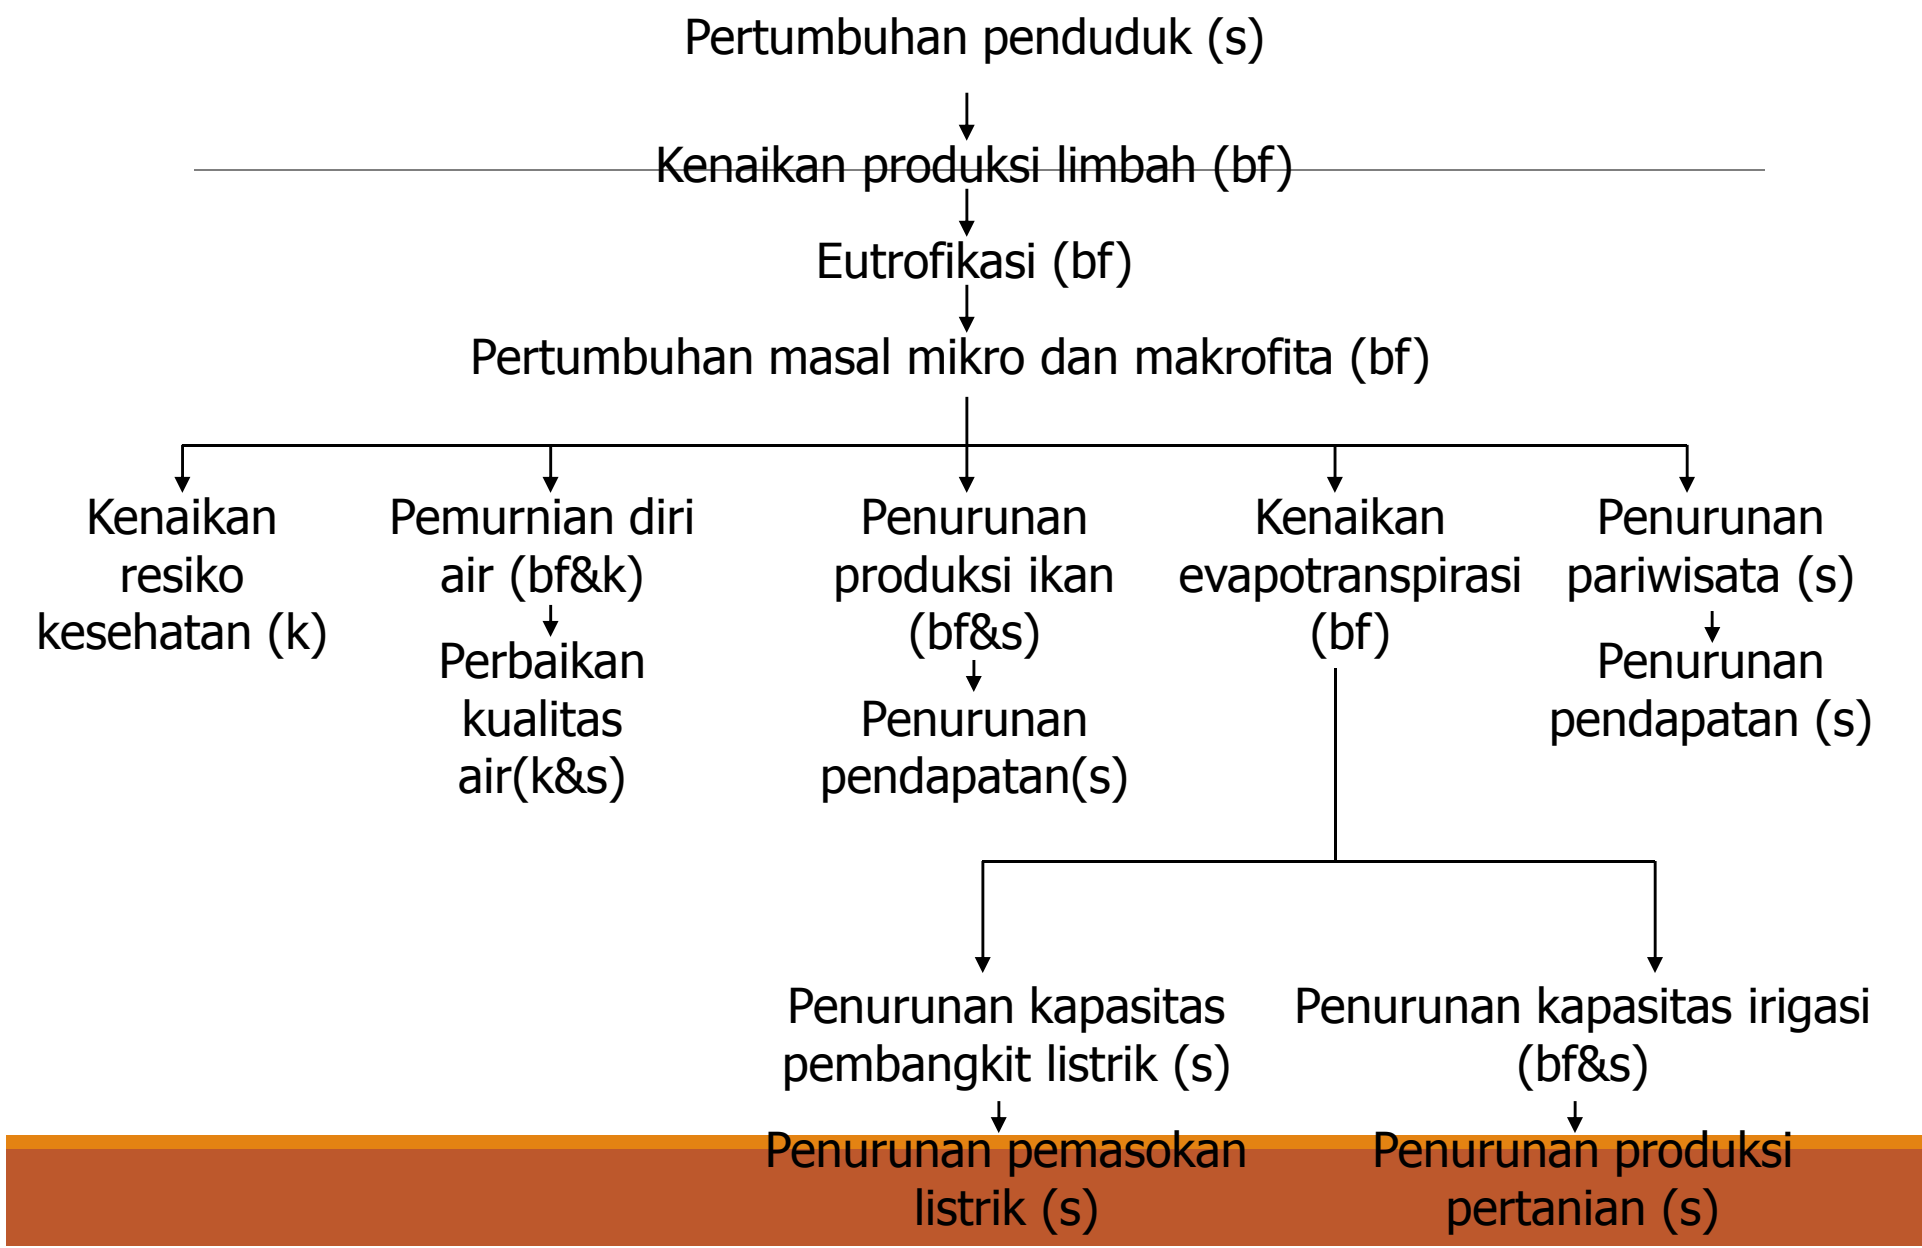 Pertumbuhan penduduk (s)
Kenaikan produksi limbah (bf)
Eutrofikasi (bf)
Pertumbuhan masal mikro dan makrofita (bf)
Kenaikan
resiko
kesehatan (k)
Pemurnian diri
air (bf&k)
Perbaikan
kualitas
air(k&s)
Penurunan
produksi ikan
(bf&s)
Penurunan
pendapatan(s)
Kenaikan
evapotranspirasi
(bf)
Penurunan
pariwisata (s)
Penurunan
pendapatan (s)
Penurunan kapasitas
pembangkit listrik (s)
Penurunan pemasokan
listrik (s)
Penurunan kapasitas irigasi
(bf&s)
Penurunan produksi
pertanian (s)